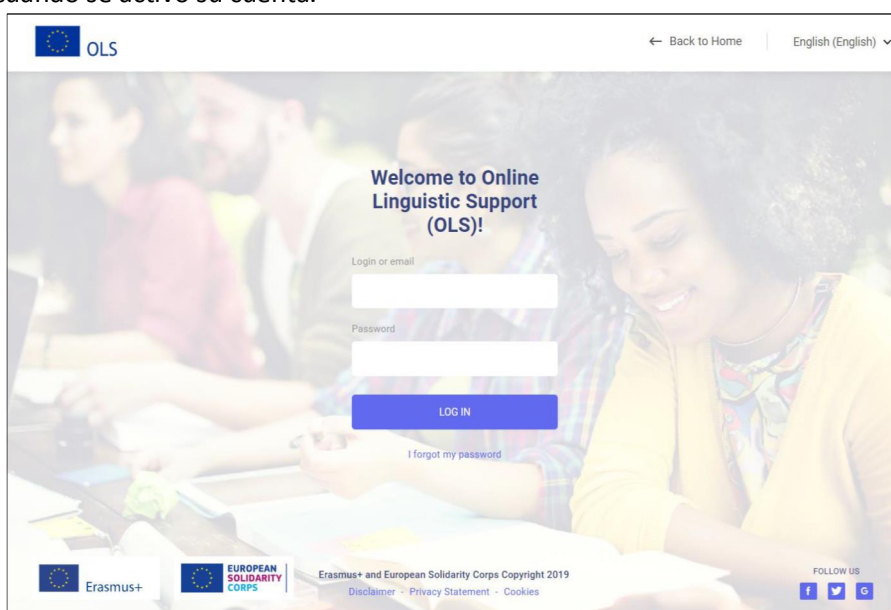 cuando se activó su cuenta.
OLS
← Back to Home
English (English)
Welcome to Online
Linguistic Support
(OLS)!
Login or email
Password
LOG IN
I forgot my password
Erasmus+
EUROPEAN
SOLIDARITY
CORPS
Erasmus+ and European Solidarity Corps Copyright 2019
Disclaimer - Privacy Statement - Cookies
FOLLOW US
f
G